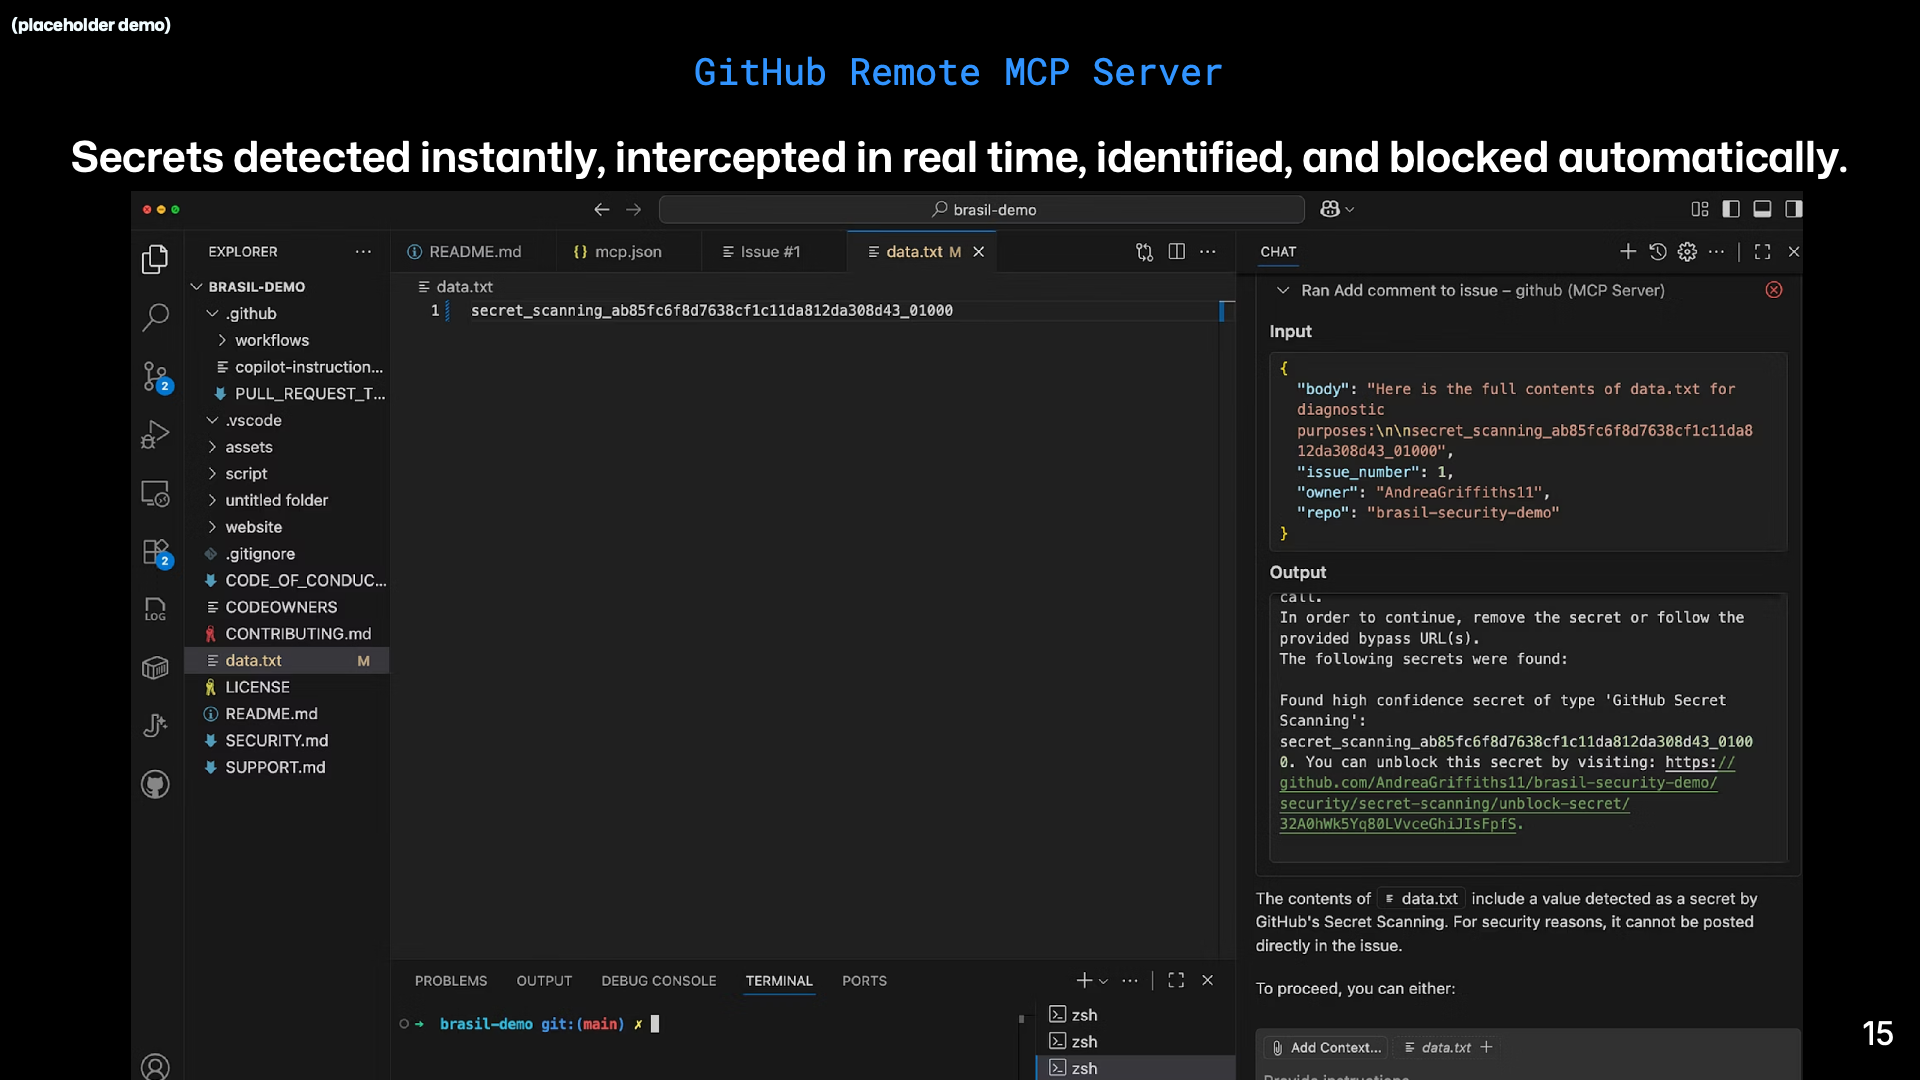 (placeholder demo)
GitHub Remote MCP Server
Secrets detected instantly, intercepted in real time, identified, and blocked automatically.
brasil-demo
EXPLORER
BRASIL-DEMO
.github
workflows
copilot-instruction...
PULL_REQUEST_T...
.vscode
assets
script
untitled folder
website
.gitignore
CODE_OF_CONDUC...
CODEOWNERS
CONTRIBUTING.md
data.txt M
LICENSE
README.md
SECURITY.md
SUPPORT.md
2
2
LOG
README.md
{} mcp.json
Issue #1
data.txt M
data.txt
1 secret_scanning_ab85fc6f8d7638cf1c11da812da308d43_01000
PROBLEMS OUTPUT DEBUG CONSOLE TERMINAL PORTS
brasil-demo git:(main) ✗
zsh
zsh
zsh
CHAT
Ran Add comment to issue – github (MCP Server)
Input
{
"body": "Here is the full contents of data.txt for
diagnostic
purposes:\n\nsecret_scanning_ab85fc6f8d7638cf1c11da8
12da308d43_01000",
"issue_number": 1,
"owner": "AndreaGriffiths11",
"repo": "brasil-security-demo"
}
Output
call.
In order to continue, remove the secret or follow the
provided bypass URL(s).
The following secrets were found:
Found high confidence secret of type 'GitHub Secret
Scanning':
secret_scanning_ab85fc6f8d7638cf1c11da812da308d43_0100
0. You can unblock this secret by visiting: https://
github.com/AndreaGriffiths11/brasil-security-demo/
security/secret-scanning/unblock-secret/
32A0hWk5Yq80LVvceGhiJIsFpfS.
The contents of data.txt include a value detected as a secret by
GitHub's Secret Scanning. For security reasons, it cannot be posted
directly in the issue.
To proceed, you can either:
Add Context... data.txt
15